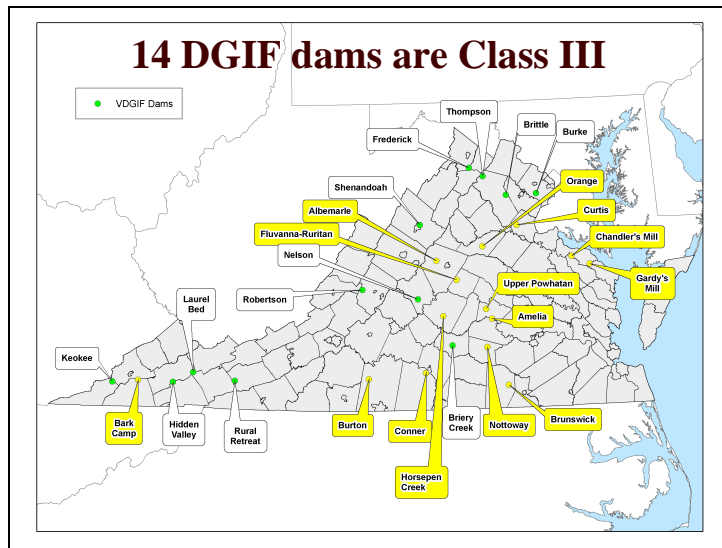 14 DGIF dams are Class III
VDGIF Dams
Thompson
Brittle
Burke
Frederick
Orange
Shenandoah
Curtis
Albemarle
Chandler's Mill
Fluvanna-Ruritan
Nelson
Gardy's
Mill
Upper Powhatan
Laurel
Bed
Robertson
Amelia
Keokee
Bark
Camp
Hidden
Valley
Rural
Retreat
Burton
Conner
Briery
Creek
Nottoway
Brunswick
Horsepen
Creek